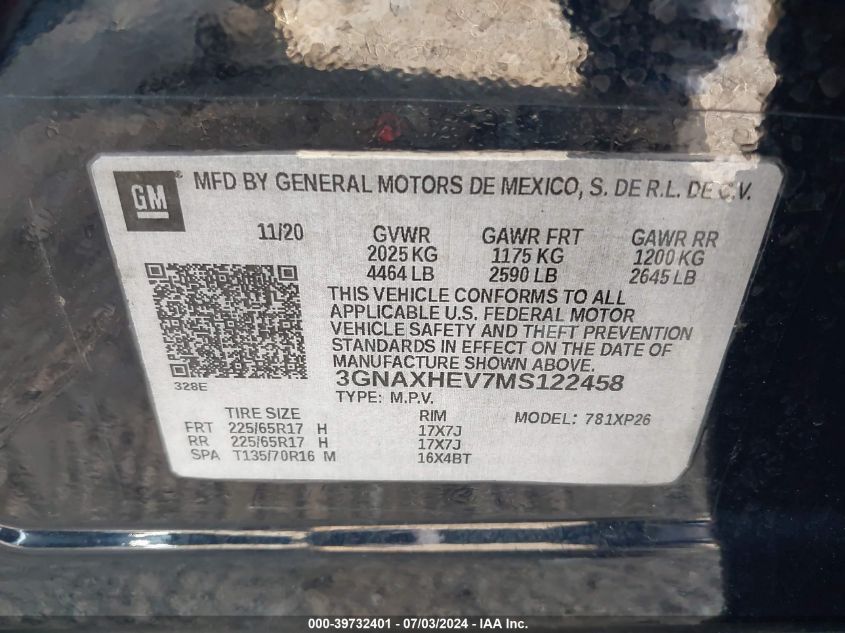 GM ® MFD BY GENERAL MOTORS DE MEXICO, S. DE R.L. DE C.V.
11/20 GVWR GAWR FRT GAWR RR
2025 KG 1175 KG 1200 KG
4464 LB 2590 LB 2645 LB
THIS VEHICLE CONFORMS TO ALL
APPLICABLE U.S. FEDERAL MOTOR
VEHICLE SAFETY AND THEFT PREVENTION
STANDARDS IN EFFECT ON THE DATE OF
MANUFACTURE SHOWN ABOVE.
328E 3GNAXHEV7MS122458
TYPE: M.P.V.
TIRE SIZE RIM MODEL: 781XP26
FRT 225/65R17 H 17X7J
RR 225/65R17 H 17X7J
SPA T135/70R16 M 16X4BT
000-39732401 - 07/03/2024 - IAA Inc.